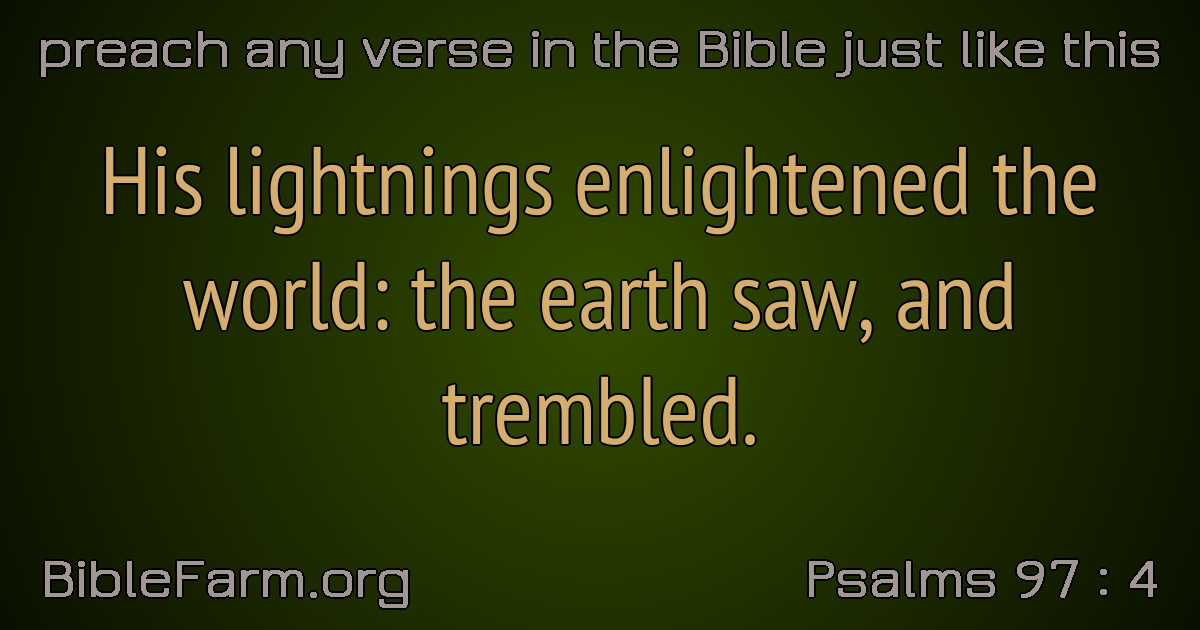 preach any verse in the Bible just like this
His lightnings enlightened the
world: the earth saw, and
trembled.
BibleFarm.org
Psalms 97 : 4